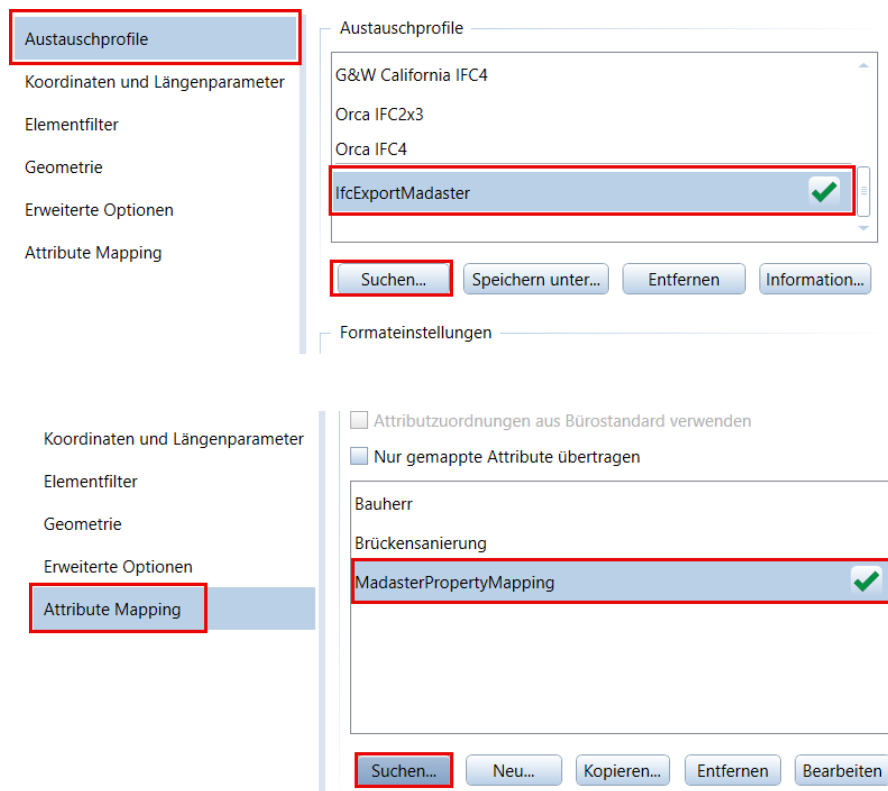 Austauschprofile
Koordinaten und Längenparameter
Elementfilter
Geometrie
Erweiterte Optionen
Attribute Mapping
Austauschprofile
G&W California IFC4
Orca IFC2x3
Orca IFC4
IfcExportMadaster
Suchen... Speichern unter... Entfernen Information...
Formateinstellungen
Koordinaten und Längenparameter
Elementfilter
Geometrie
Erweiterte Optionen
Attribute Mapping
Attributzuordnungen aus Bürostandard verwenden
Nur gemappte Attribute übertragen
Bauherr
Brückensanierung
MadasterPropertyMapping
Suchen... Neu... Kopieren... Entfernen Bearbeiten